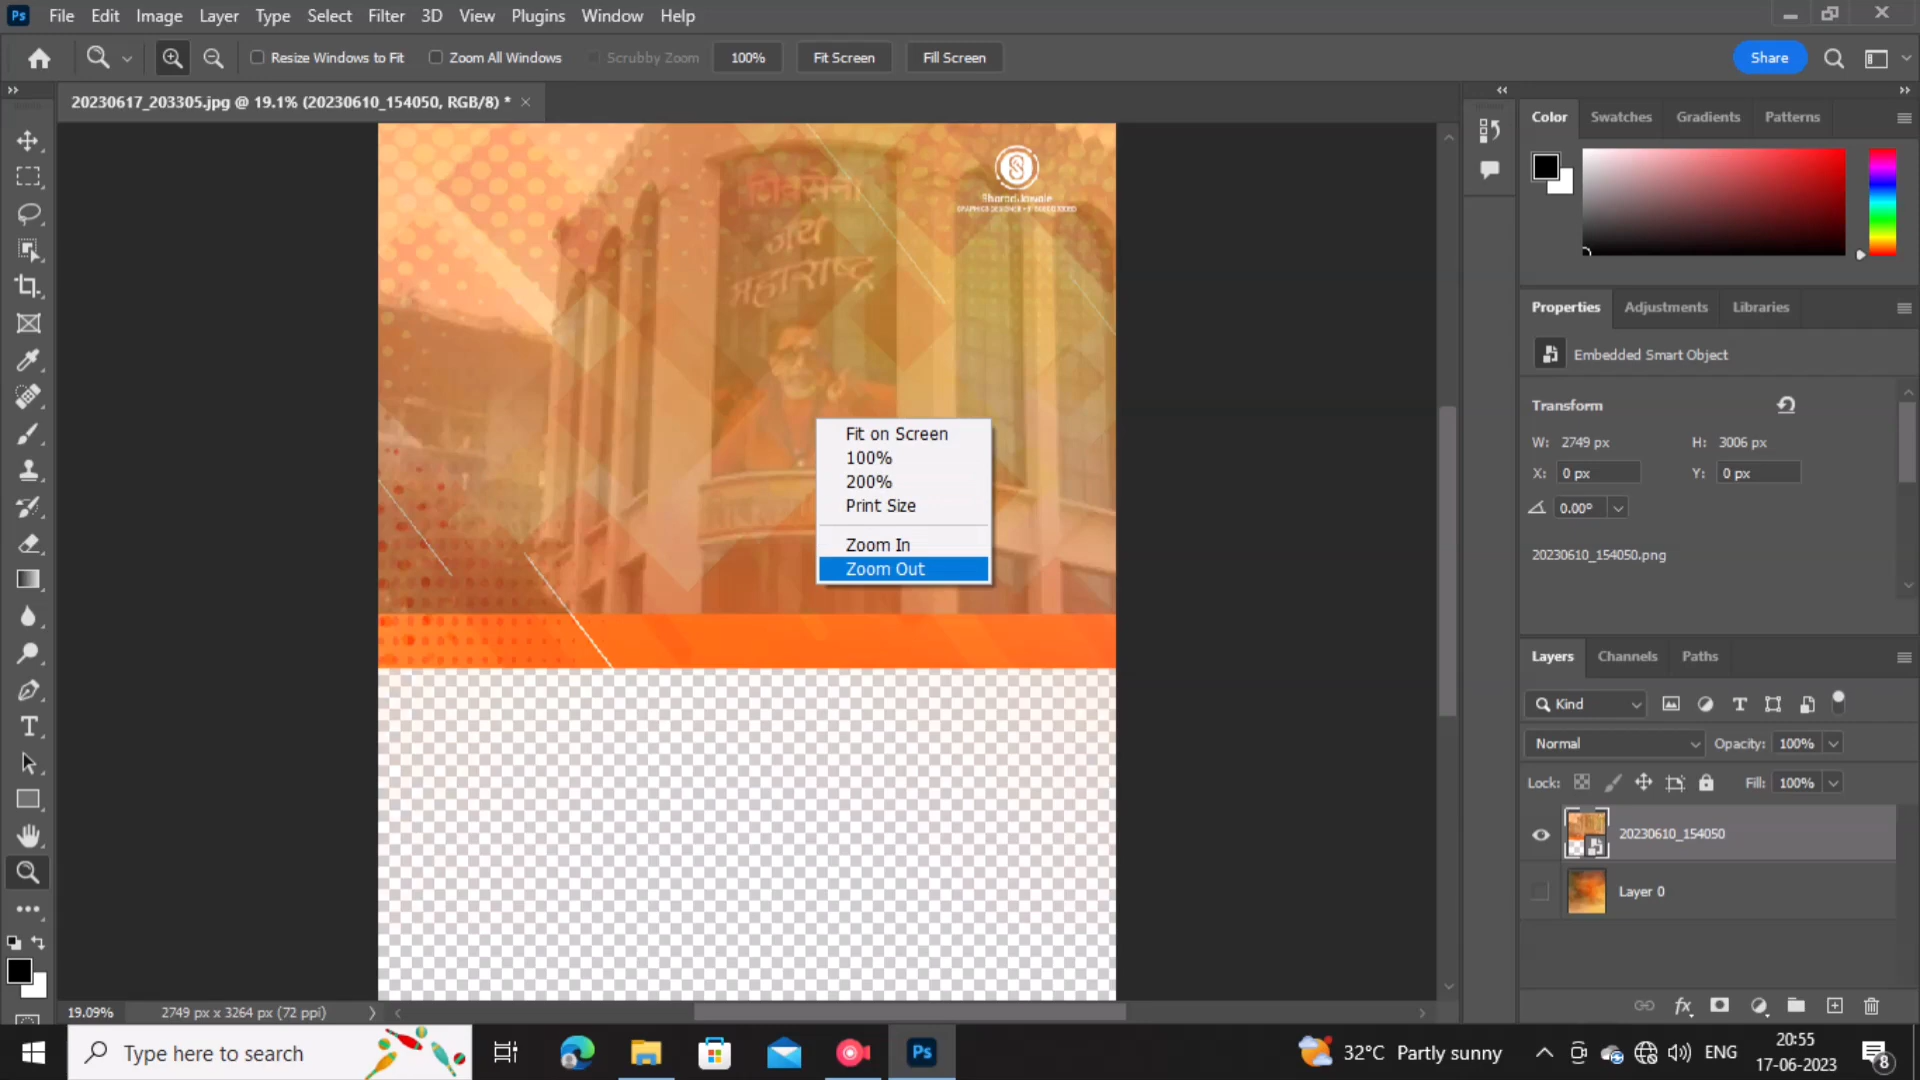 File Edit Image Layer Type Select Filter 3D View Plugins Window Help
Resize Windows to Fit Zoom All Windows Scrubby Zoom 100% Fit Screen Fill Screen Share
20230617_203305.jpg @ 19.1% (20230610_154050, RGB/8) *
Color Swatches Gradients Patterns
शिवसेना
जय
महाराष्ट्र
Properties Adjustments Libraries
Embedded Smart Object
Transform
W: 2749 px H: 3006 px
X: 0 px Y: 0 px
0.00°
20230610_154050.png
Fit on Screen
100%
200%
Print Size
Zoom In
Zoom Out
Layers Channels Paths
Kind
Normal Opacity: 100%
Lock: Fill: 100%
20230610_154050
Layer 0
19.09% 2749 px x 3264 px (72 ppi)
Type here to search
Ps
32°C Partly sunny
ENG
20:55
17-06-2023
8